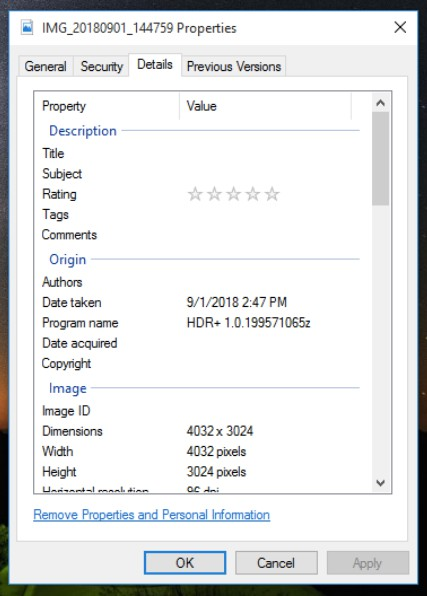 IMG_20180901_144759 Properties
General Security Details Previous Versions
Property Value
Description
Title
Subject
Rating
Tags
Comments
Origin
Authors
Date taken 9/1/2018 2:47 PM
Program name HDR+ 1.0.199571065z
Date acquired
Copyright
Image
Image ID
Dimensions 4032 x 3024
Width 4032 pixels
Height 3024 pixels
Horizontal resolution 96 dpi
Remove Properties and Personal Information
OK Cancel Apply